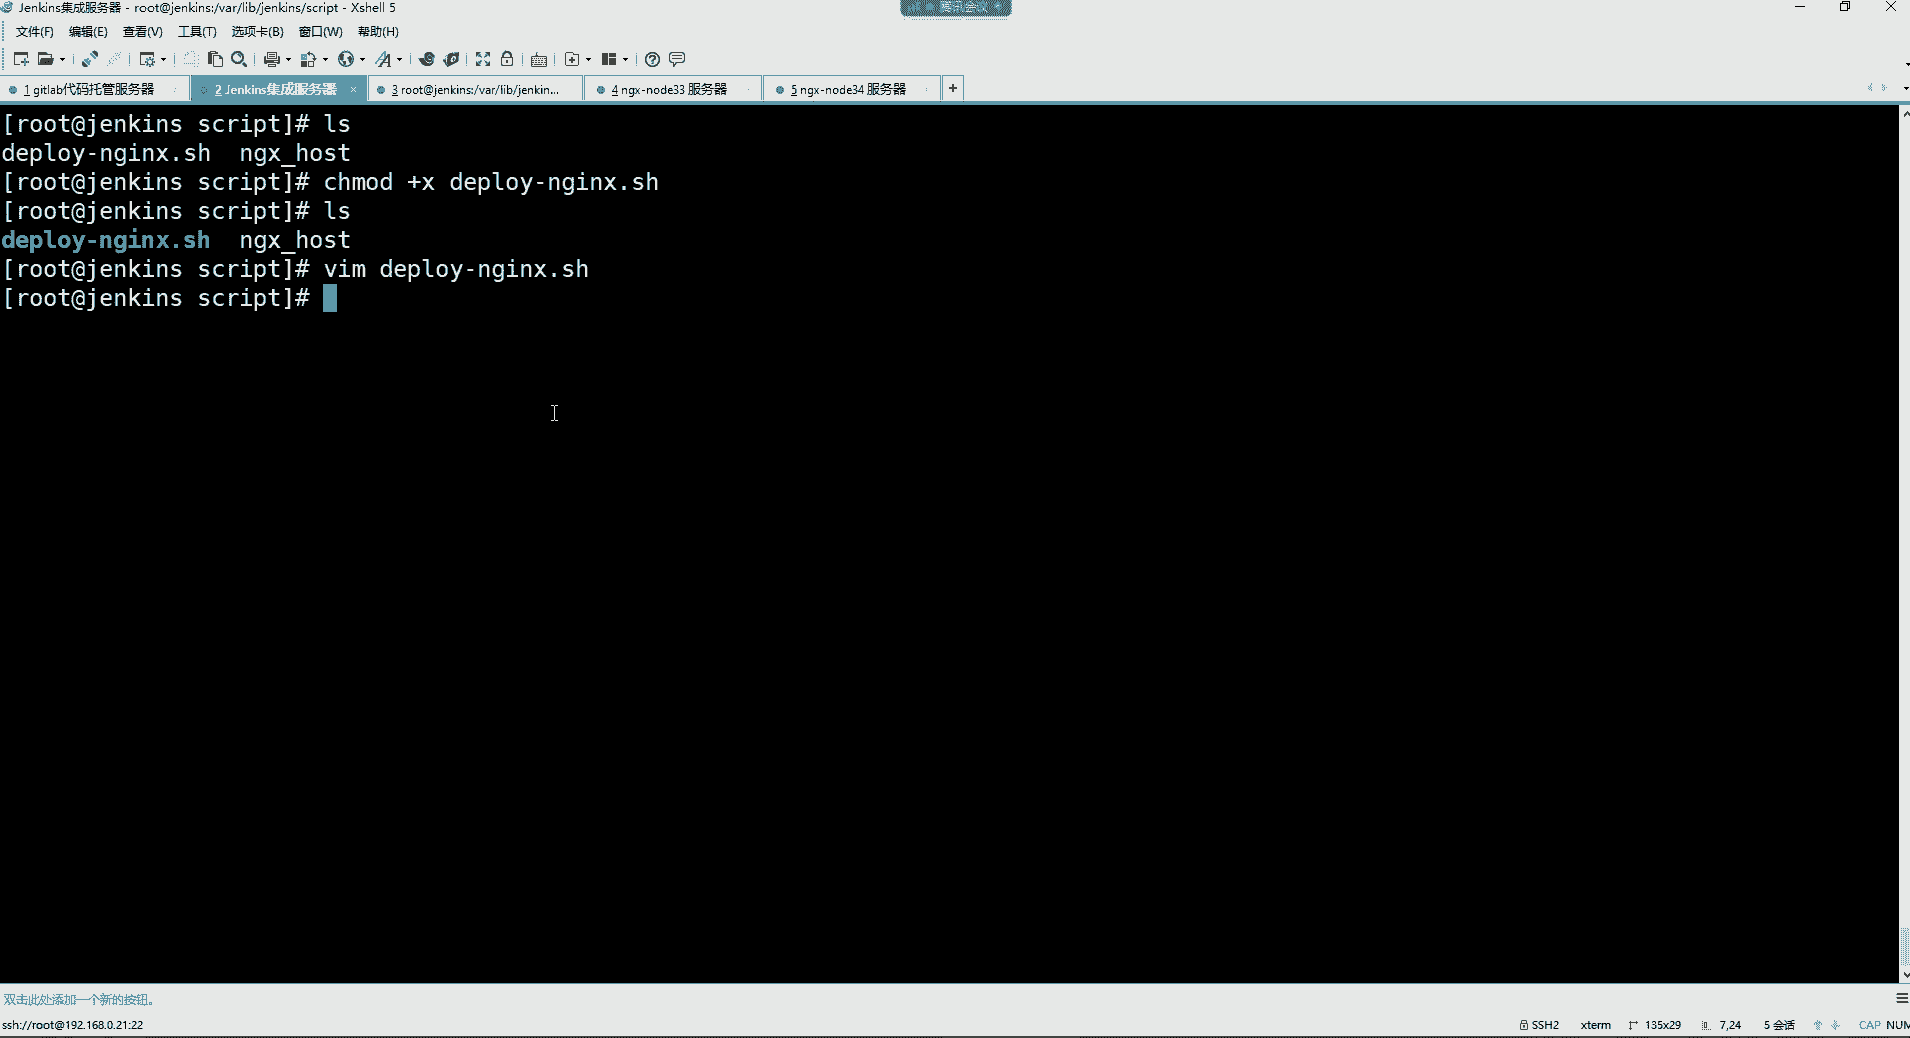 Jenkins集成服务器 - root@jenkins:/var/lib/jenkins/script - Xshell 5
腾讯会议
文件(F) 编辑(E) 查看(V) 工具(T) 选项卡(B) 窗口(W) 帮助(H)
1 gitlab代码托管服务器 2 Jenkins集成服务器 × 3 root@jenkins:/var/lib/jenkin... 4 ngx-node33 服务器 5 ngx-node34 服务器 +
[root@jenkins script]# ls
deploy-nginx.sh ngx_host
[root@jenkins script]# chmod +x deploy-nginx.sh
[root@jenkins script]# ls
deploy-nginx.sh ngx_host
[root@jenkins script]# vim deploy-nginx.sh
[root@jenkins script]#
双击此处添加一个新的按钮。
ssh://root@192.168.0.21:22 SSH2 xterm 135x29 7,24 5 会话 CAP NUM